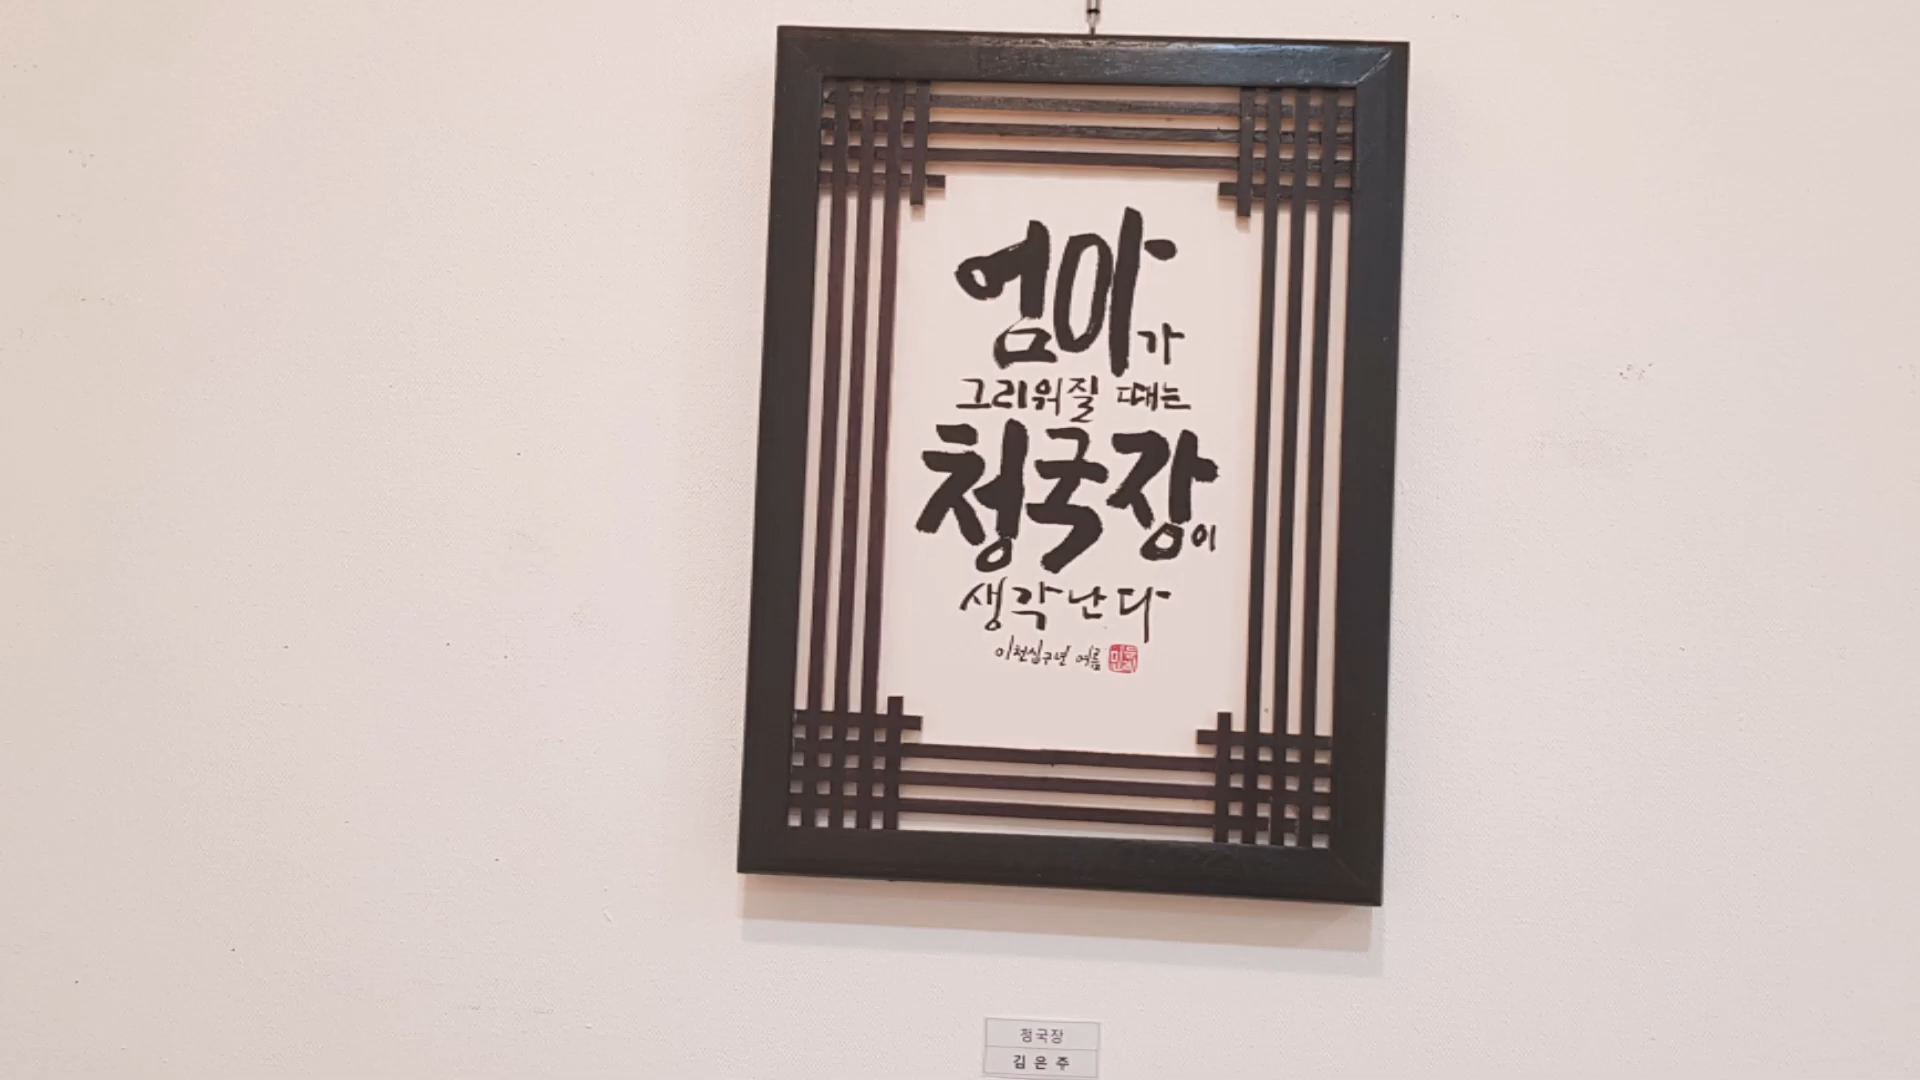 엄마가
그리워질 때는
청국장이
생각난다
이천십구년 여름
청국장
김은주